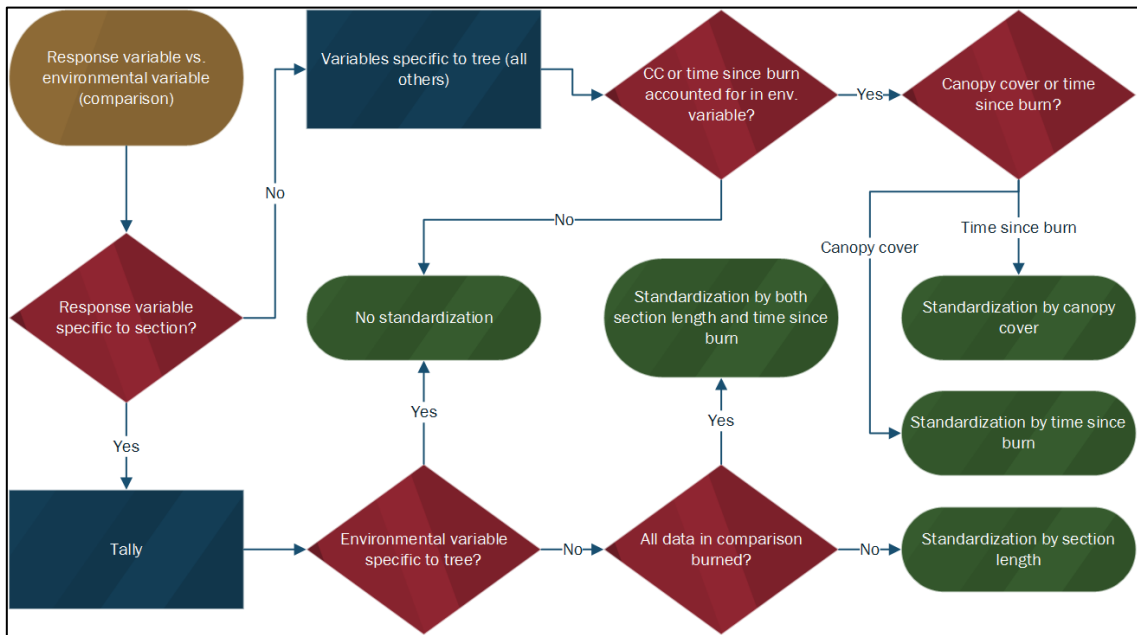 Response variable vs.
environmental variable
(comparison)
Variables specific to tree (all
others)
CC or time since burn
accounted for in env.
variable?
Yes
Canopy cover or time
since burn?
No
No
Time since burn
Canopy cover
Response variable
specific to section?
No standardization
Standardization by both
section length and time since
burn
Standardization by canopy
cover
Yes
Yes
Yes
Standardization by time since
burn
Tally
Environmental variable
specific to tree?
No
All data in comparison
burned?
No
Standardization by section
length